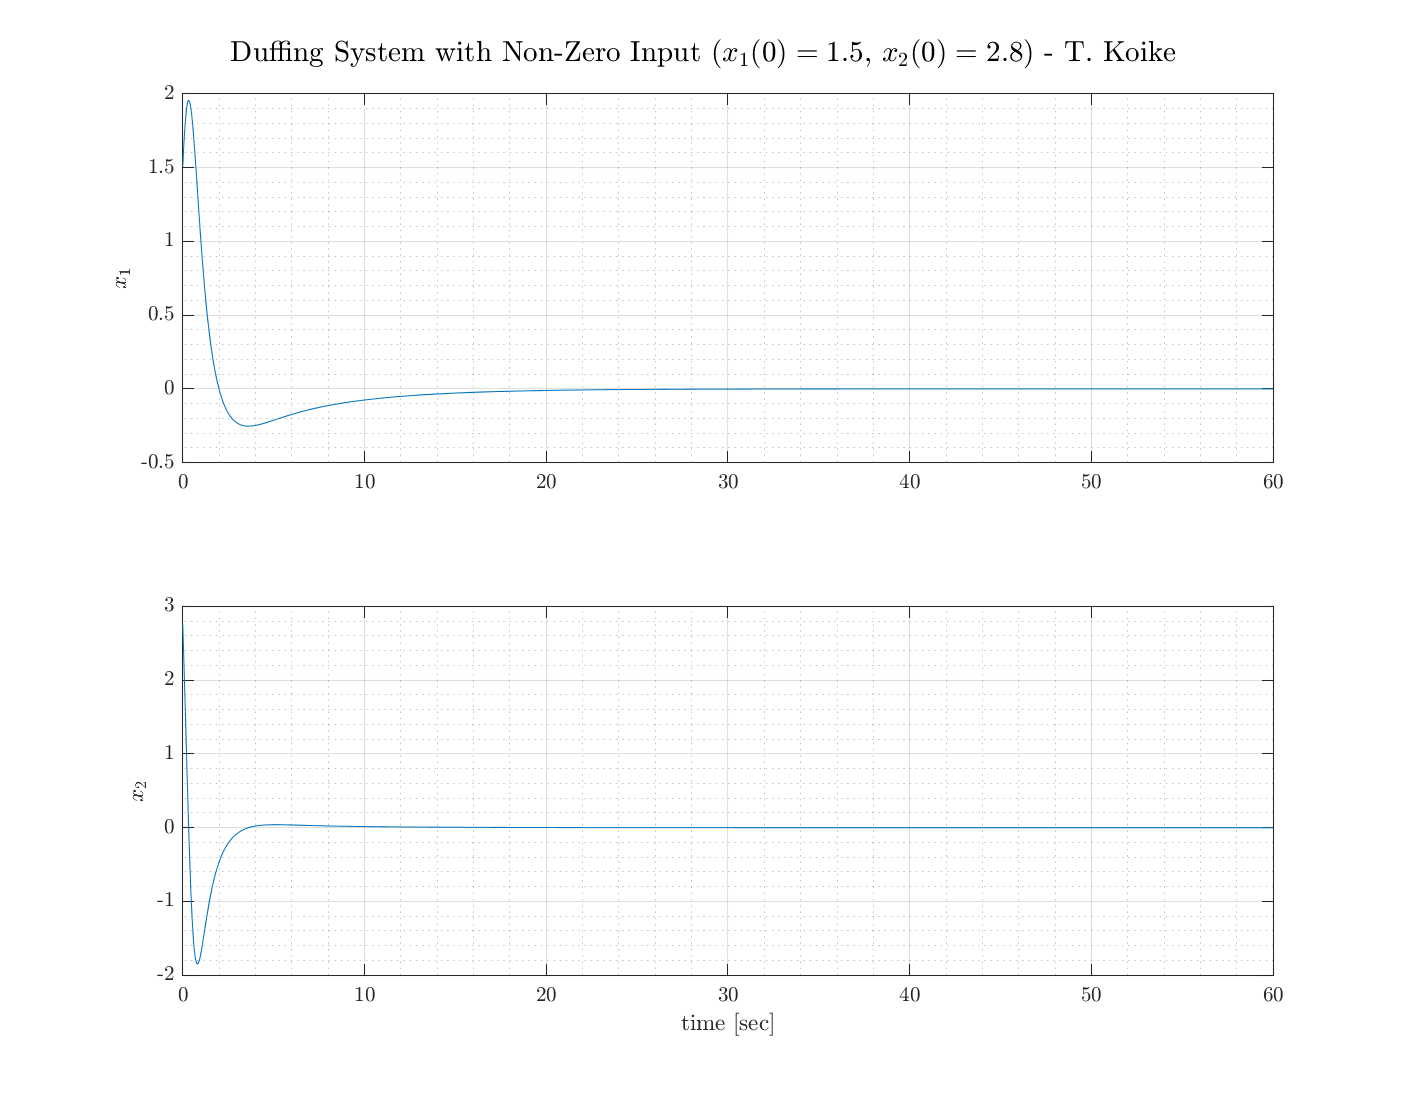 Duffing System with Non-Zero Input (x₁(0) = 1.5, x₂(0) = 2.8) - T. Koike
2
1.5
1
0.5
0
-0.5
x₁
0 10 20 30 40 50 60
3
2
1
0
-1
-2
x₂
0 10 20 30 40 50 60
time [sec]